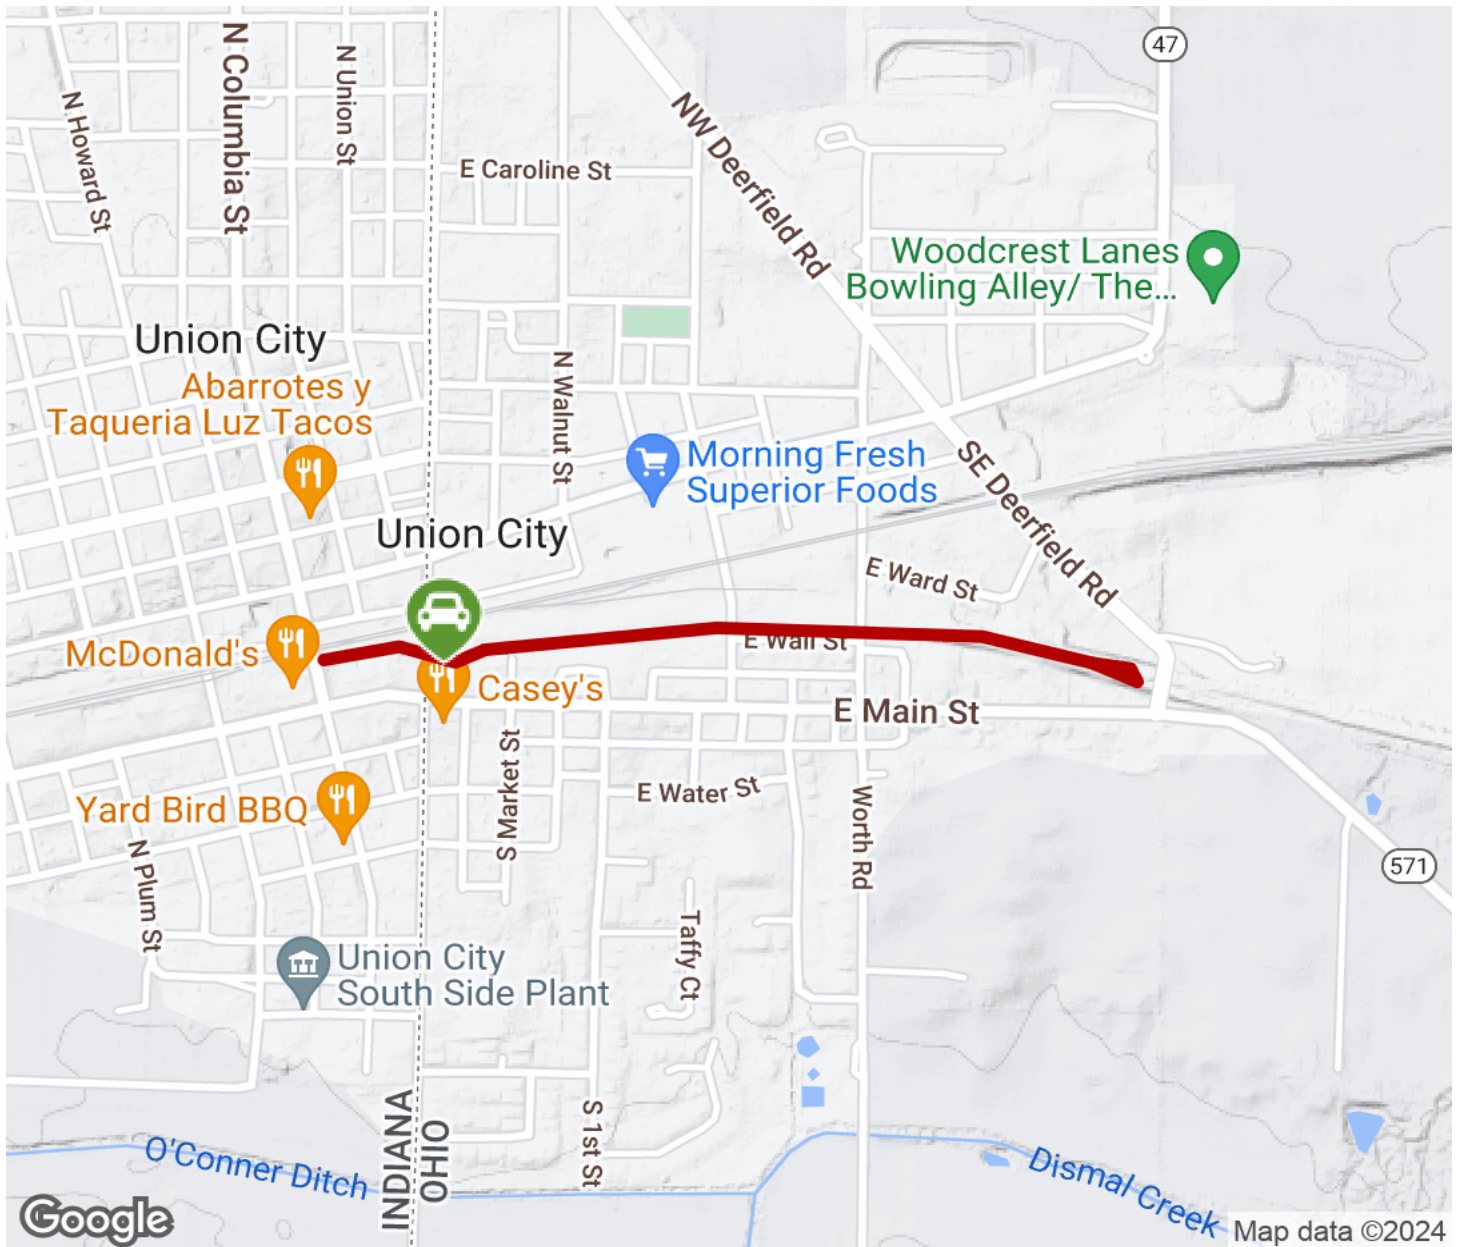 47
N Columbia St
N Union St
N Howard St
NW Deerfield Rd
E Caroline St
Woodcrest Lanes
Bowling Alley/ The...
Union City
Abarrotes y
Taqueria Luz Tacos
N Walnut St
Morning Fresh
Superior Foods
SE Deerfield Rd
Union City
E Ward St
McDonald's
E Wall St
Casey's
E Main St
S Market St
E Water St
Yard Bird BBQ
Worth Rd
N Plum St
571
Taffy Ct
Union City
South Side Plant
S 1st St
INDIANA
OHIO
O'Conner Ditch
Dismal Creek
Google
Map data ©2024